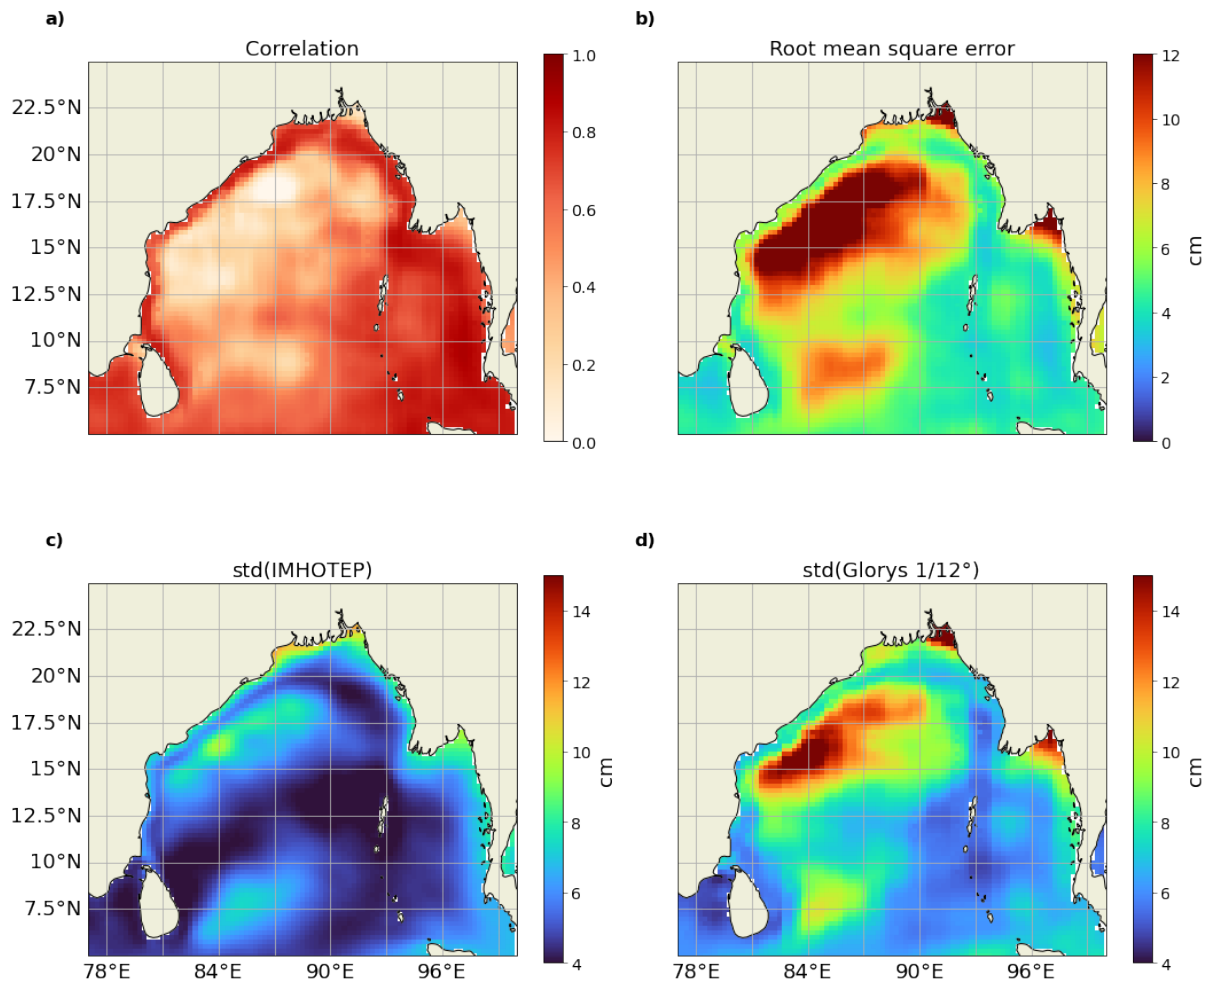 a)
Correlation
22.5°N
20°N
17.5°N
15°N
12.5°N
10°N
7.5°N
1.0
0.8
0.6
0.4
0.2
0.0
b)
Root mean square error
12
10
8
6
4
2
0
cm
c)
std(IMHOTEP)
22.5°N
20°N
17.5°N
15°N
12.5°N
10°N
7.5°N
78°E 84°E 90°E 96°E
14
12
10
8
6
4
cm
d)
std(Glorys 1/12°)
78°E 84°E 90°E 96°E
14
12
10
8
6
4
cm